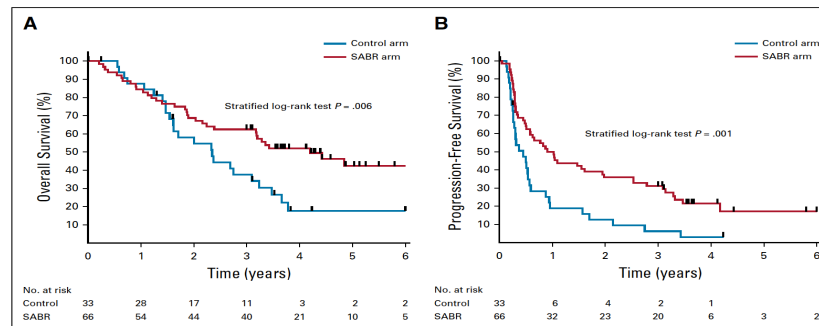 A
Control arm
SABR arm
Stratified log-rank test P = .006
Overall Survival (%)
100
90
80
70
60
50
40
30
20
10
0 1 2 3 4 5 6
Time (years)
No. at risk
Control 33 28 17 11 3 2 2
SABR 66 54 44 40 21 10 5
B
Control arm
SABR arm
Stratified log-rank test P = .001
Progression-Free Survival (%)
100
90
80
70
60
50
40
30
20
10
0 1 2 3 4 5 6
Time (years)
No. at risk
Control 33 6 4 2 1
SABR 66 32 23 20 6 3 2